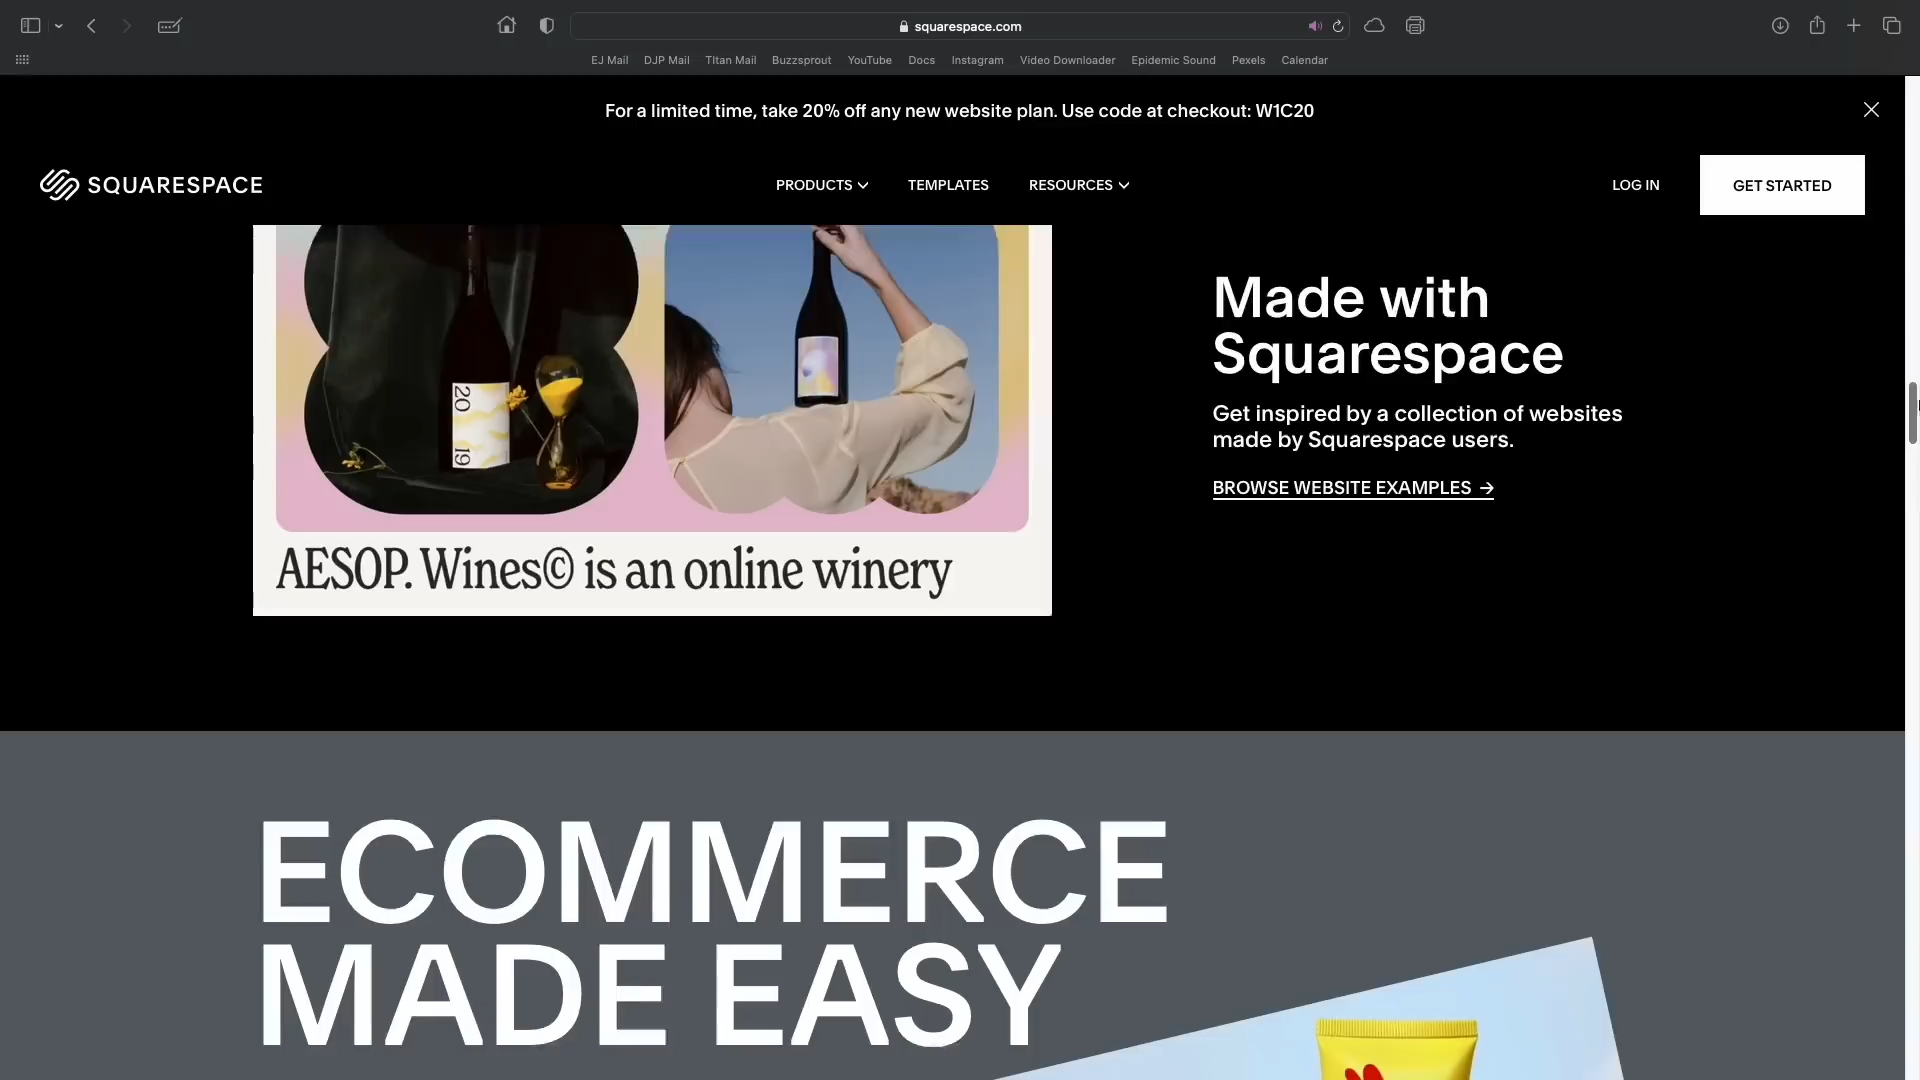 squarespace.com
EJ Mail DJP Mail TItan Mail Buzzsprout YouTube Docs Instagram Video Downloader Epidemic Sound Pexels Calendar
For a limited time, take 20% off any new website plan. Use code at checkout: W1C20
SQUARESPACE
PRODUCTS TEMPLATES RESOURCES
LOG IN
GET STARTED
20 19
AESOP. Wines© is an online winery
Made with
Squarespace
Get inspired by a collection of websites
made by Squarespace users.
BROWSE WEBSITE EXAMPLES →
ECOMMERCE
MADE EASY